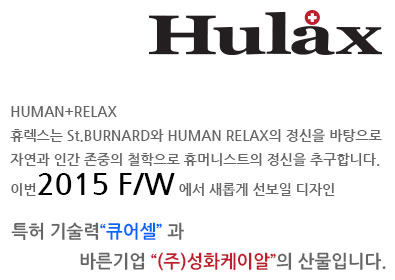 Hulåx
HUMAN+RELAX
휴렉스는 St.BURNARD와 HUMAN RELAX의 정신을 바탕으로
자연과 인간 존중의 철학으로 휴머니스트의 정신을 추구합니다.
이번2015 F/W 에서 새롭게 선보일 디자인
특허 기술력“큐어셀” 과
바른기업 “(주)성화케이알”의 산물입니다.